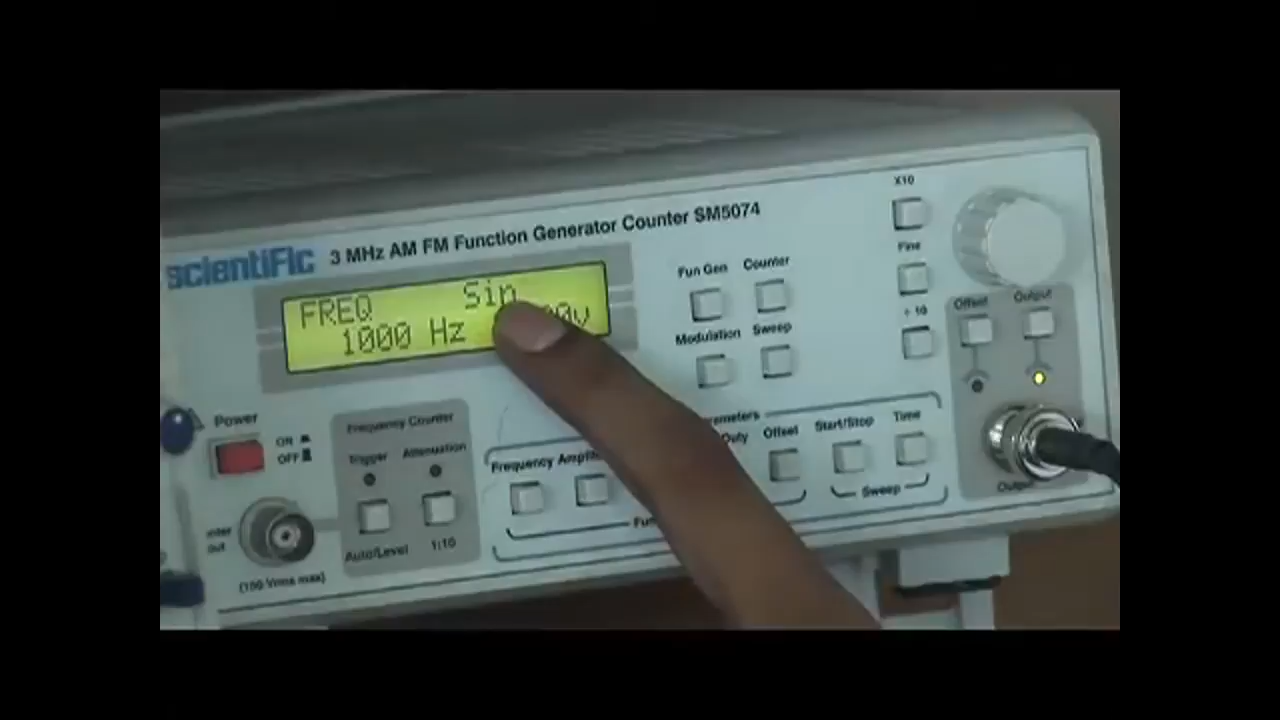 scientiFic 3 MHz AM FM Function Generator Counter SM5074
FREQ Sin
1000 Hz
Fun Gen Counter
Modulation Sweep
X10
Fine
÷ 10
Offset Output
Power
ON
OFF
Frequency Counter
Trigger Attenuation
Auto/Level 1:10
(100 Vrms max)
Frequency
Duty Offset Start/Stop Time
Sweep